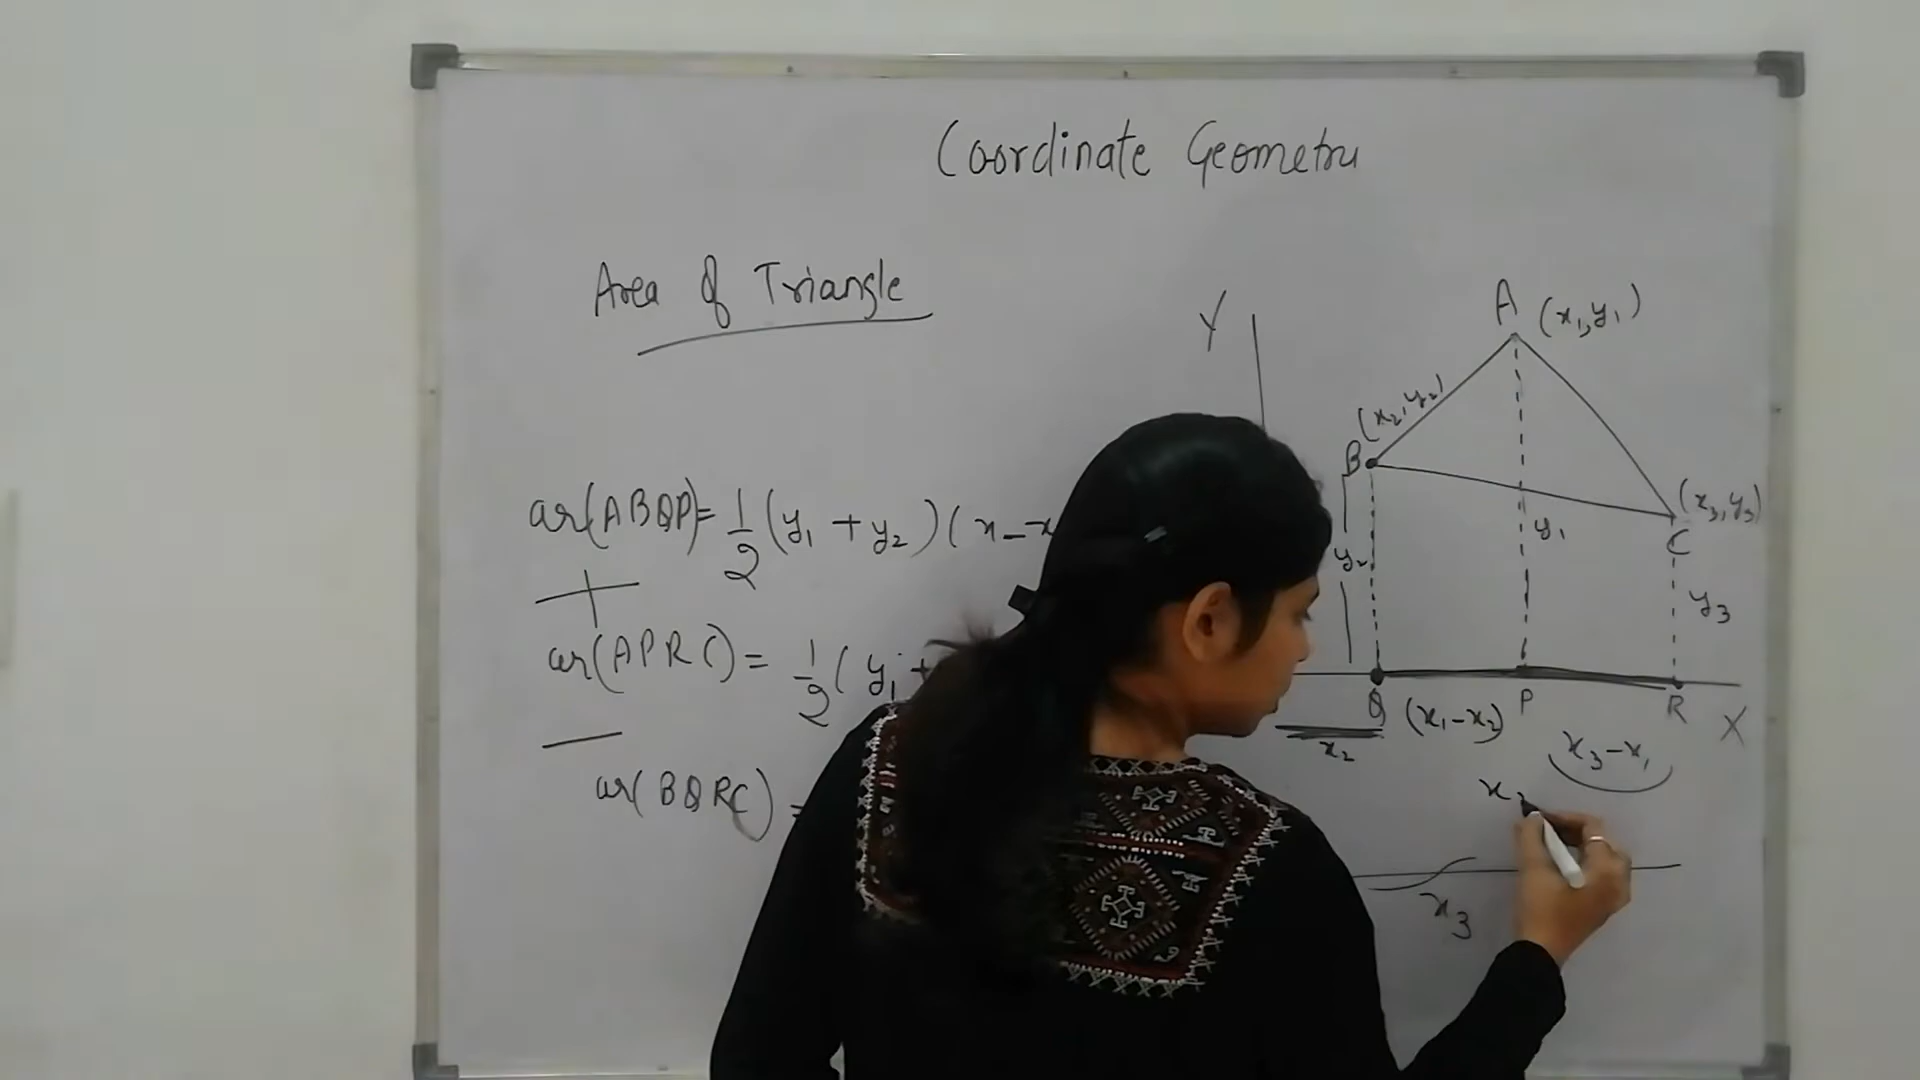 Coordinate Geometry
Area of Triangle
Y
A (x₁, y₁)
(x₂, y₂)
B
(x₃, y₃)
C
ar(ABQP) = 1/2 (y₁ + y₂) (x - x
y₂
y₁
y₃
+
ar(APRC) = 1/2 ( y₁ +
Q (x₁ - x₂) P R X
x₂
x₃ - x₁
—
ar(BQRC) =
x₃